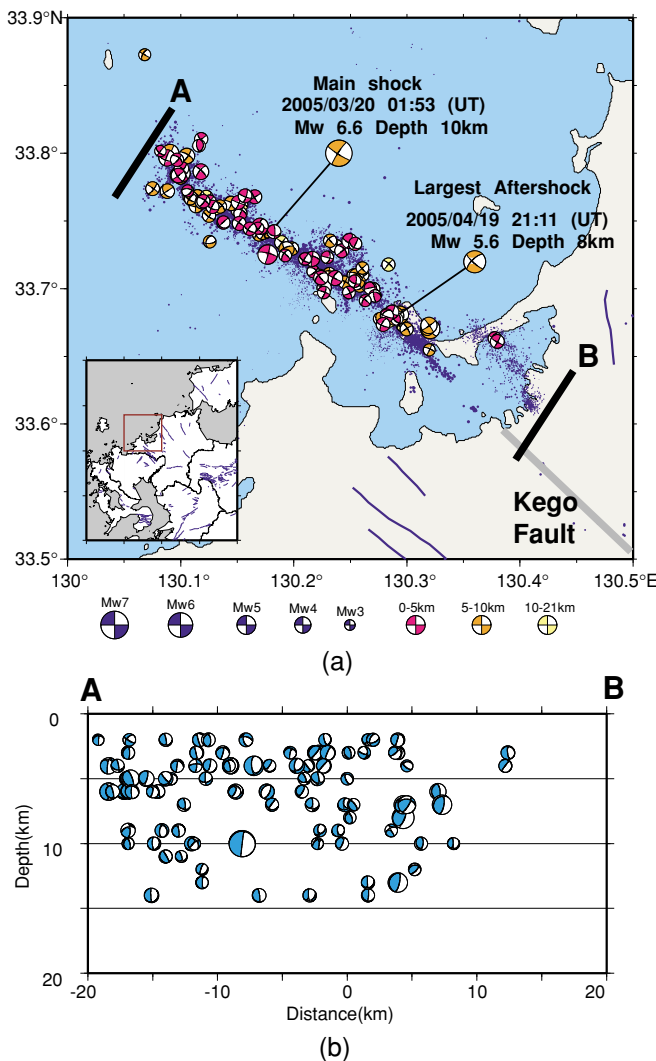 33.9°N
33.8°
33.7°
33.6°
33.5°
A
Main shock
2005/03/20 01:53 (UT)
Mw 6.6 Depth 10km
Largest Aftershock
2005/04/19 21:11 (UT)
Mw 5.6 Depth 8km
B
Kego
Fault
130° 130.1° 130.2° 130.3° 130.4° 130.5°E
Mw7 Mw6 Mw5 Mw4 Mw3 0-5km 5-10km 10-21km
(a)
A B
0
10
20
Depth(km)
-20 -10 0 10 20
Distance(km)
(b)